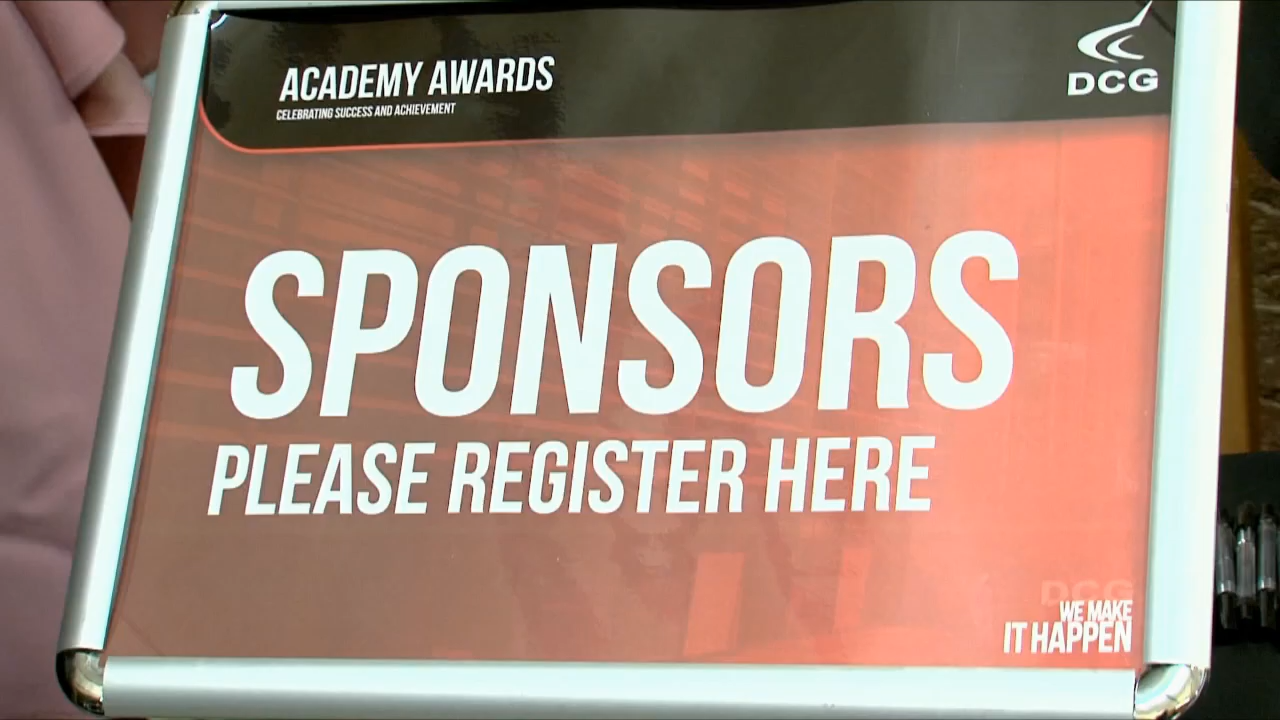 ACADEMY AWARDS
CELEBRATING SUCCESS AND ACHIEVEMENT
DCG
SPONSORS
PLEASE REGISTER HERE
DCG
WE MAKE
IT HAPPEN